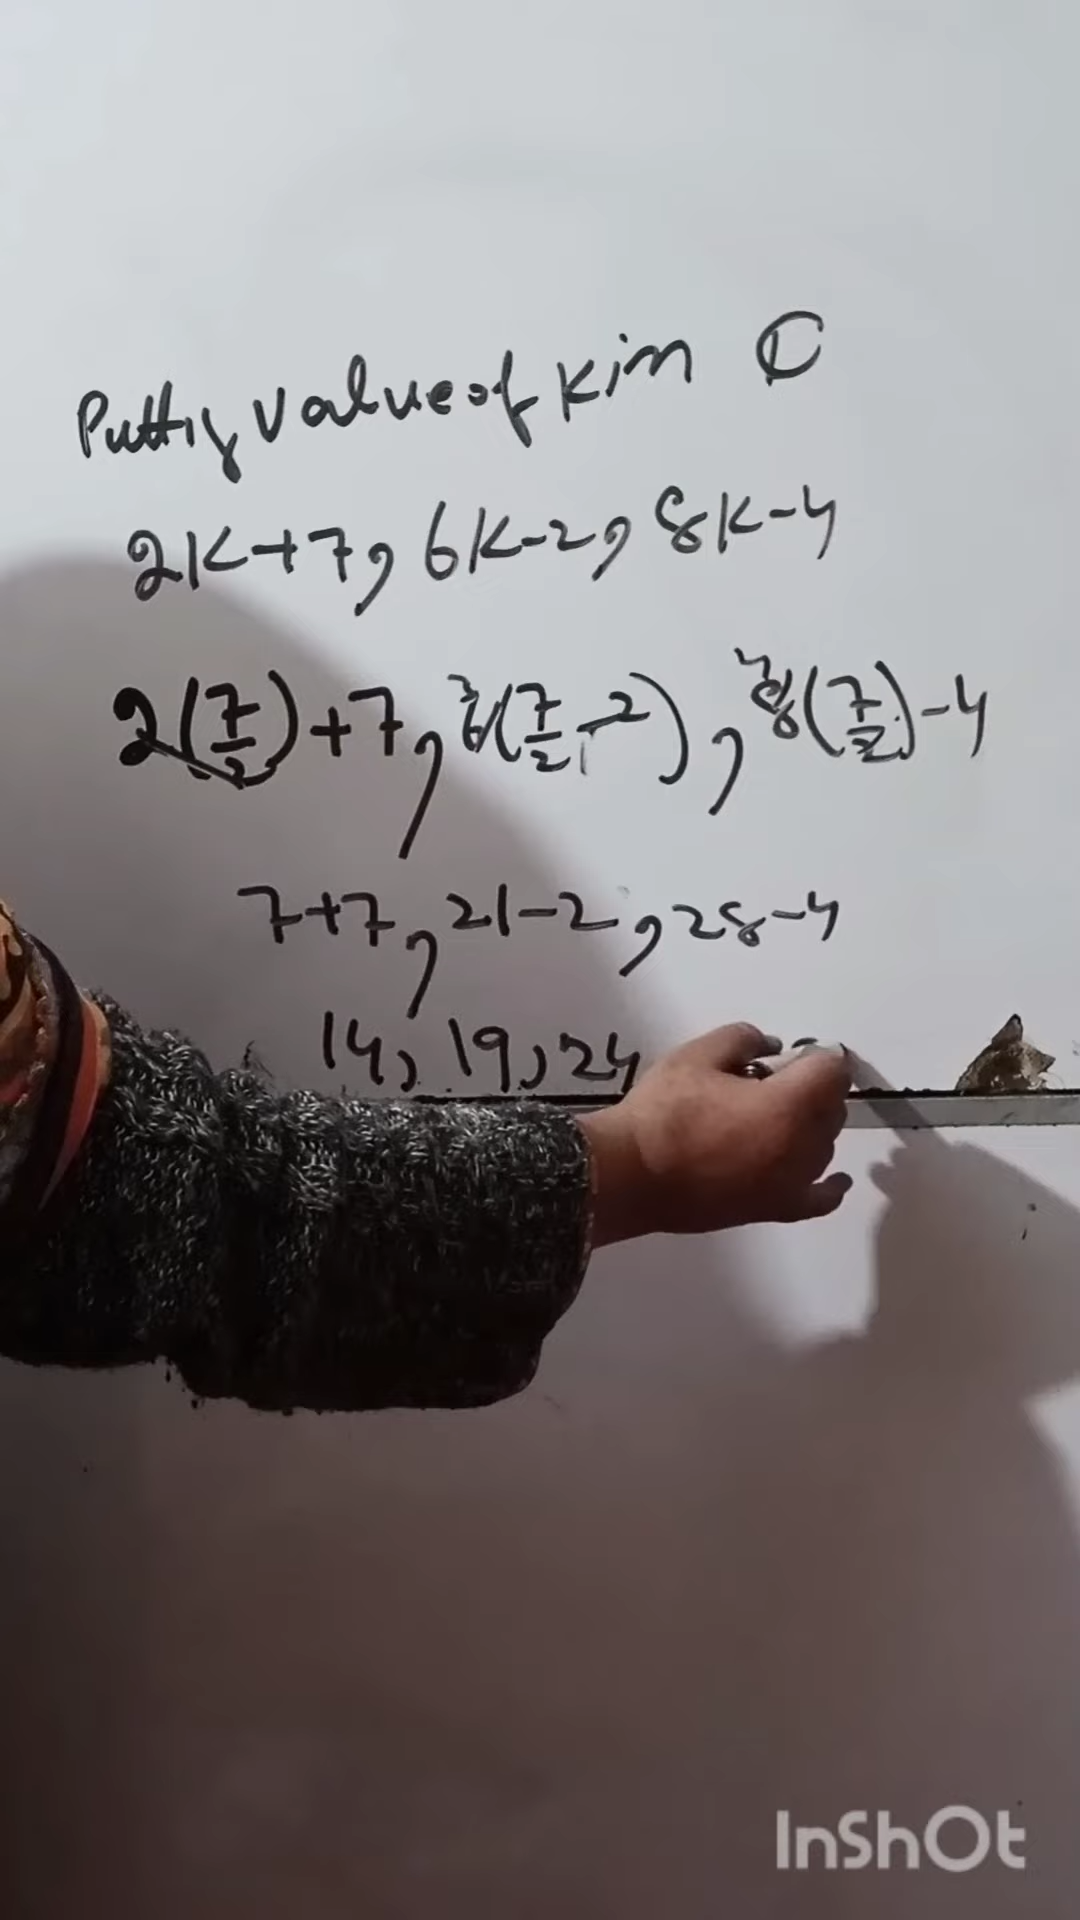 Putting value of k in ①
2k+7, 6k-2, 8k-4
2(7/2)+7, 6(7/2-2), 8(7/2)-4
7+7, 21-2, 28-4
14, 19, 24
InShOt